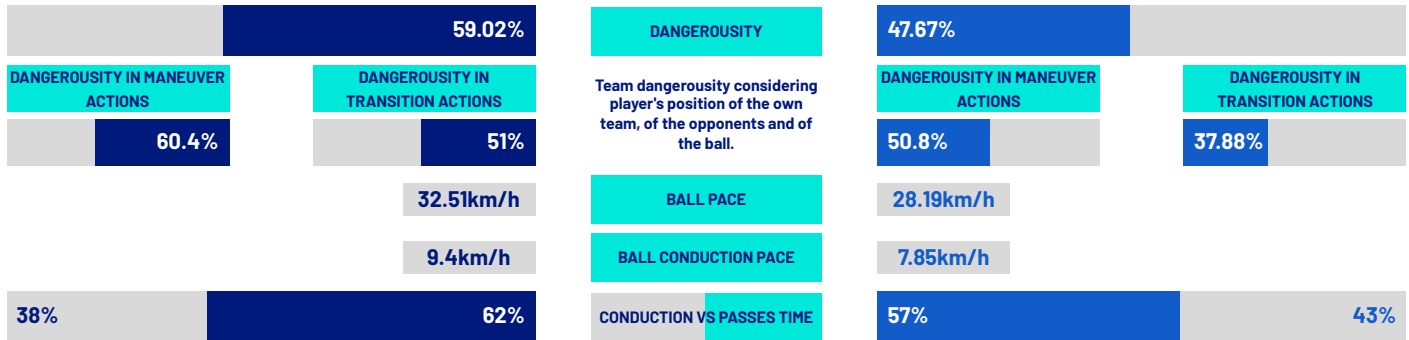 59.02%
DANGEROUSITY
47.67%
DANGEROUSITY IN MANEUVER
ACTIONS
DANGEROUSITY IN
TRANSITION ACTIONS
Team dangerousity considering
player's position of the own
team, of the opponents and of
the ball.
DANGEROUSITY IN MANEUVER
ACTIONS
DANGEROUSITY IN
TRANSITION ACTIONS
60.4%
51%
50.8%
37.88%
32.51km/h
BALL PACE
28.19km/h
9.4km/h
BALL CONDUCTION PACE
7.85km/h
38%
62%
CONDUCTION VS PASSES TIME
57%
43%